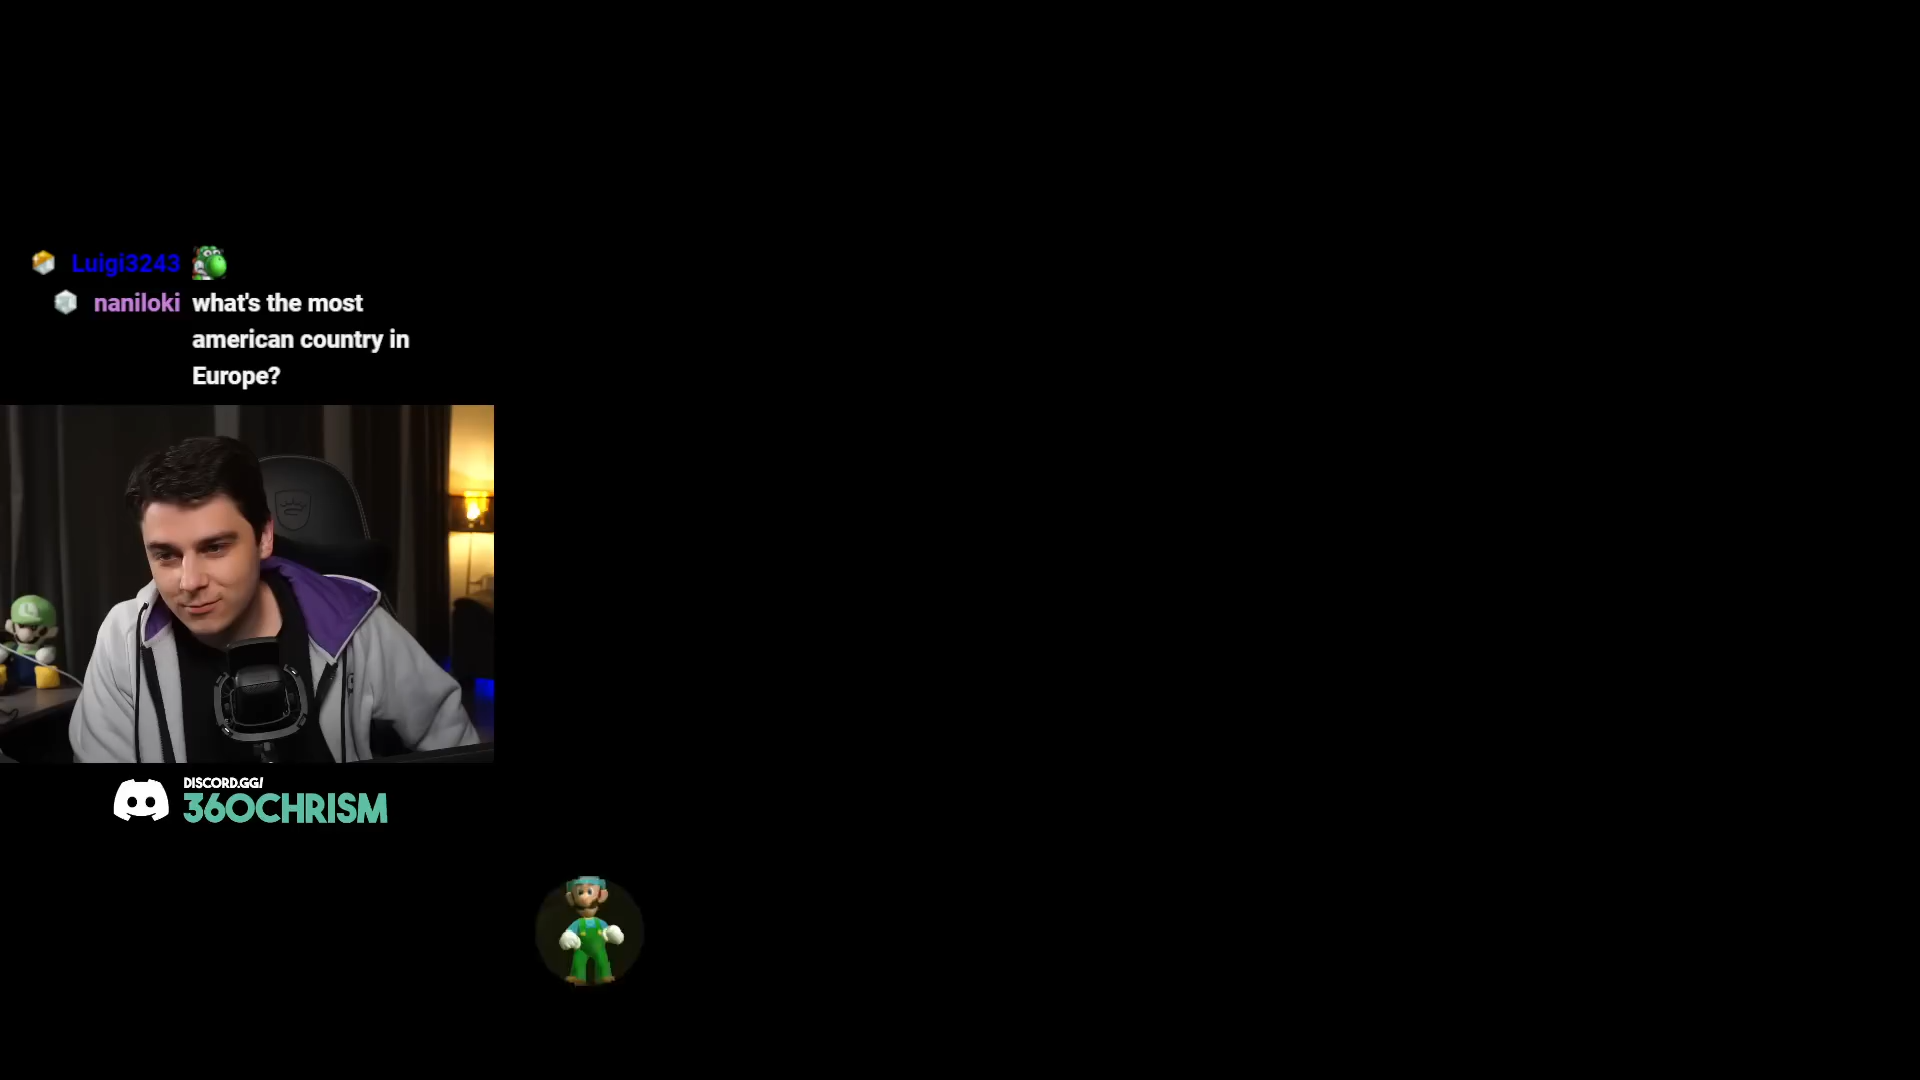 Luigi3243
naniloki what's the most
american country in
Europe?
DISCORD.GG/
360CHRISM